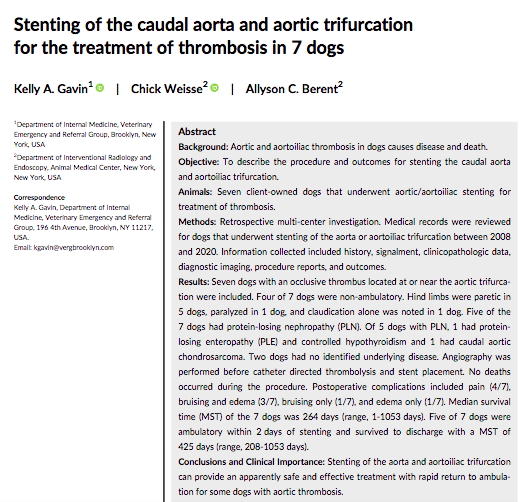 Stenting of the caudal aorta and aortic trifurcation
for the treatment of thrombosis in 7 dogs
Kelly A. Gavin1 | Chick Weisse2 | Allyson C. Berent2
1Department of Internal Medicine, Veterinary
Emergency and Referral Group, Brooklyn, New
York, USA
2Department of Interventional Radiology and
Endoscopy, Animal Medical Center, New York,
New York, USA
Correspondence
Kelly A. Gavin, Department of Internal
Medicine, Veterinary Emergency and Referral
Group, 196 4th Avenue, Brooklyn, NY 11217,
USA.
Email: kgavin@vergbrooklyn.com
Abstract
Background: Aortic and aortoiliac thrombosis in dogs causes disease and death.
Objective: To describe the procedure and outcomes for stenting the caudal aorta
and aortic trifurcation.
Animals: Seven client-owned dogs that underwent aortic/aortoiliac stenting for
treatment of thrombosis.
Methods: Retrospective multi-center investigation. Medical records were reviewed
for dogs that underwent stenting of the aorta or aortoiliac trifurcation between 2008
and 2020. Information collected included history, signalment, clinicopathologic data,
diagnostic imaging, procedure reports, and outcomes.
Results: Seven dogs with an occlusive thrombus located at or near the aortic trifurca-
tion were included. Four of 7 dogs were non-ambulatory. Hind limbs were paretic in
5 dogs, paralyzed in 1 dog, and claudication alone was noted in 1 dog. Five of the
7 dogs had protein-losing nephropathy (PLN). Of 5 dogs with PLN, 1 had protein-
losing enteropathy (PLE) and controlled hypothyroidism and 1 had caudal aortic
chondrosarcoma. Two dogs had no identified underlying disease. Angiography was
performed before catheter directed thrombolysis and stent placement. No deaths
occurred during the procedure. Postoperative complications included pain (4/7),
bruising and edema (3/7), bruising only (1/7), and edema only (1/7). Median survival
time (MST) of the 7 dogs was 264 days (range, 1-1053 days). Five of 7 dogs were
ambulatory within 2 days of stenting and survived to discharge with a MST of
425 days (range, 208-1053 days).
Conclusions and Clinical Importance: Stenting of the aorta and aortoiliac trifurcation
can provide an apparently safe and effective treatment with rapid return to ambula-
tion for some dogs with aortic thrombosis.